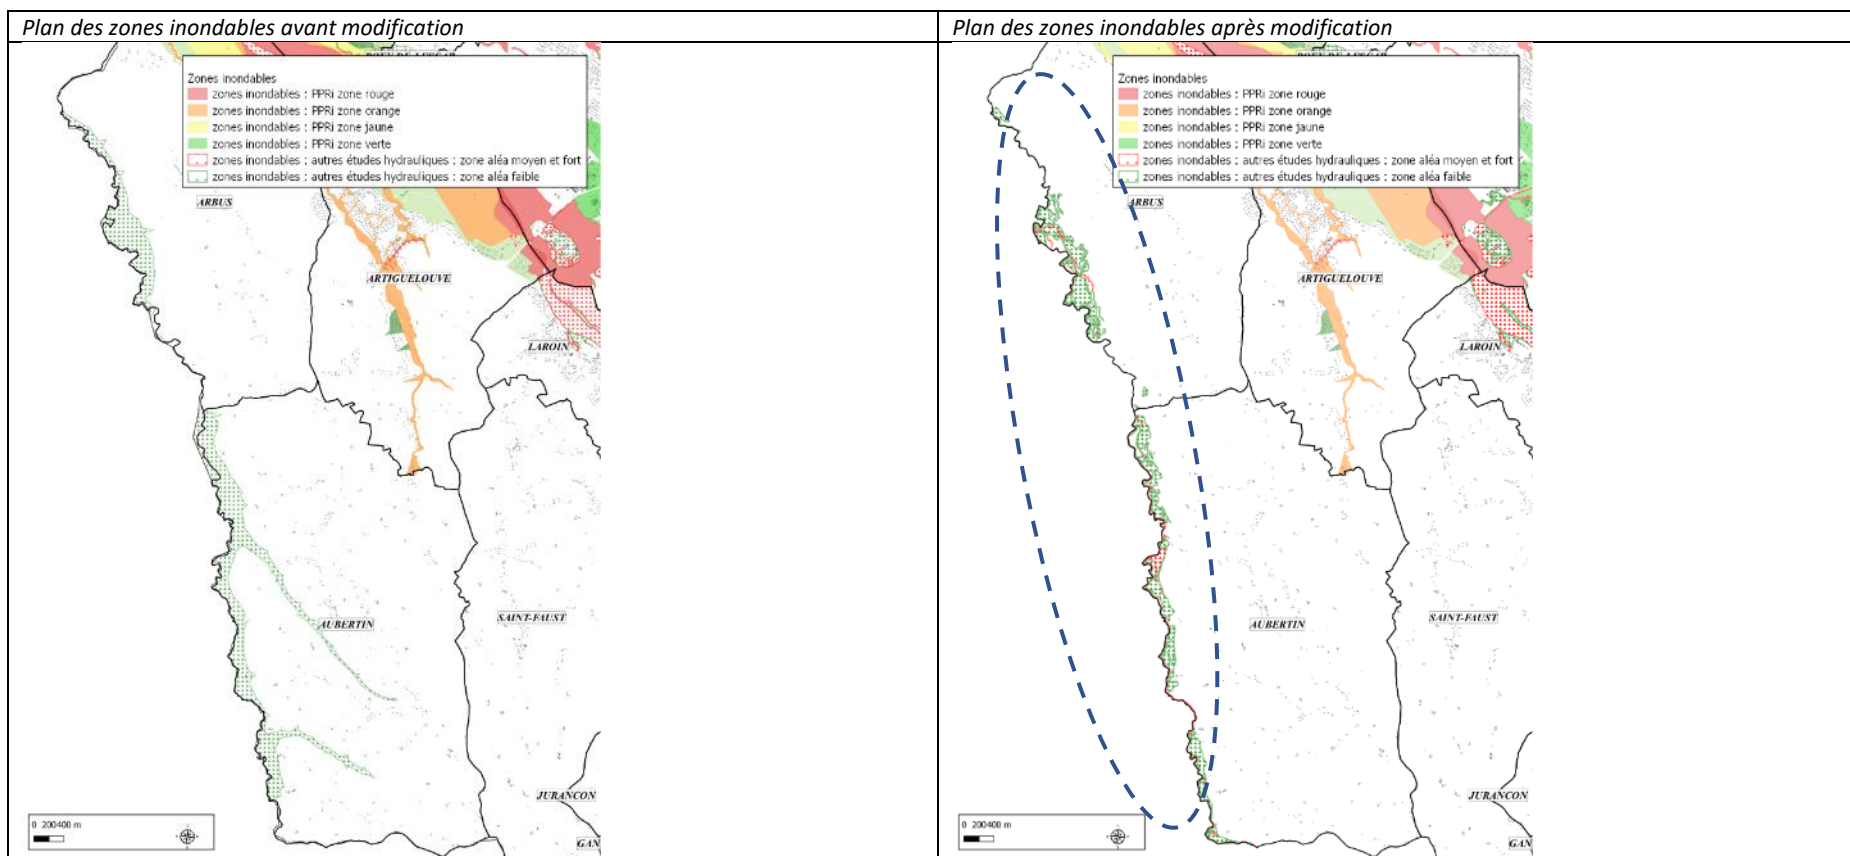 Plan des zones inondables avant modification
Zones inondables
zones inondables : PPRi zone rouge
zones inondables : PPRi zone orange
zones inondables : PPRi zone jaune
zones inondables : PPRi zone verte
zones inondables : autres études hydrauliques : zone aléa moyen et fort
zones inondables : autres études hydrauliques : zone aléa faible
ARBUS
ARTIGUELOUVE
LAROIN
AUBERTIN
SAINT-FAUST
JURANCON
GAN
0 200400 m
Plan des zones inondables après modification
Zones inondables
zones inondables : PPRi zone rouge
zones inondables : PPRi zone orange
zones inondables : PPRi zone jaune
zones inondables : PPRi zone verte
zones inondables : autres études hydrauliques : zone aléa moyen et fort
zones inondables : autres études hydrauliques : zone aléa faible
ARBUS
ARTIGUELOUVE
LAROIN
AUBERTIN
SAINT-FAUST
JURANCON
GAN
0 200400 m